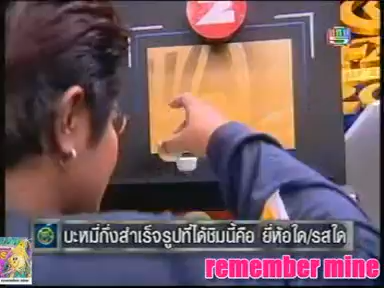 2
บะหมี่กึ่งสำเร็จรูปที่ได้ชิมนี้คือ ยี่ห้อใด/รสใด
remember mine